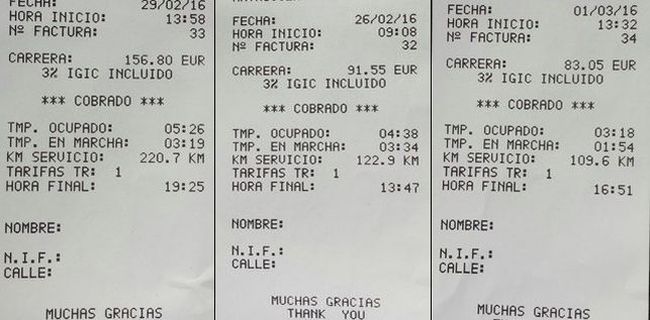 FECHA: 29/02/16
HORA INICIO: 13:58
Nº FACTURA: 33
CARRERA: 156.80 EUR
3% IGIC INCLUIDO
*** COBRADO ***
TMP. OCUPADO: 05:26
TMP. EN MARCHA: 03:19
KM SERVICIO: 220.7 KM
TARIFAS TR: 1
HORA FINAL: 19:25
NOMBRE:
N.I.F.:
CALLE:
MUCHAS GRACIAS
FECHA: 26/02/16
HORA INICIO: 09:08
Nº FACTURA: 32
CARRERA: 91.55 EUR
3% IGIC INCLUIDO
*** COBRADO ***
TMP. OCUPADO: 04:38
TMP. EN MARCHA: 03:34
KM SERVICIO: 122.9 KM
TARIFAS TR: 1
HORA FINAL: 13:47
NOMBRE:
N.I.F.:
CALLE:
MUCHAS GRACIAS
THANK YOU
FECHA: 01/03/16
HORA INICIO: 13:32
Nº FACTURA: 34
CARRERA: 83.05 EUR
3% IGIC INCLUIDO
*** COBRADO ***
TMP. OCUPADO: 03:18
TMP. EN MARCHA: 01:54
KM SERVICIO: 109.6 KM
TARIFAS TR: 1
HORA FINAL: 16:51
NOMBRE:
N.I.F.:
CALLE:
MUCHAS GRACIAS